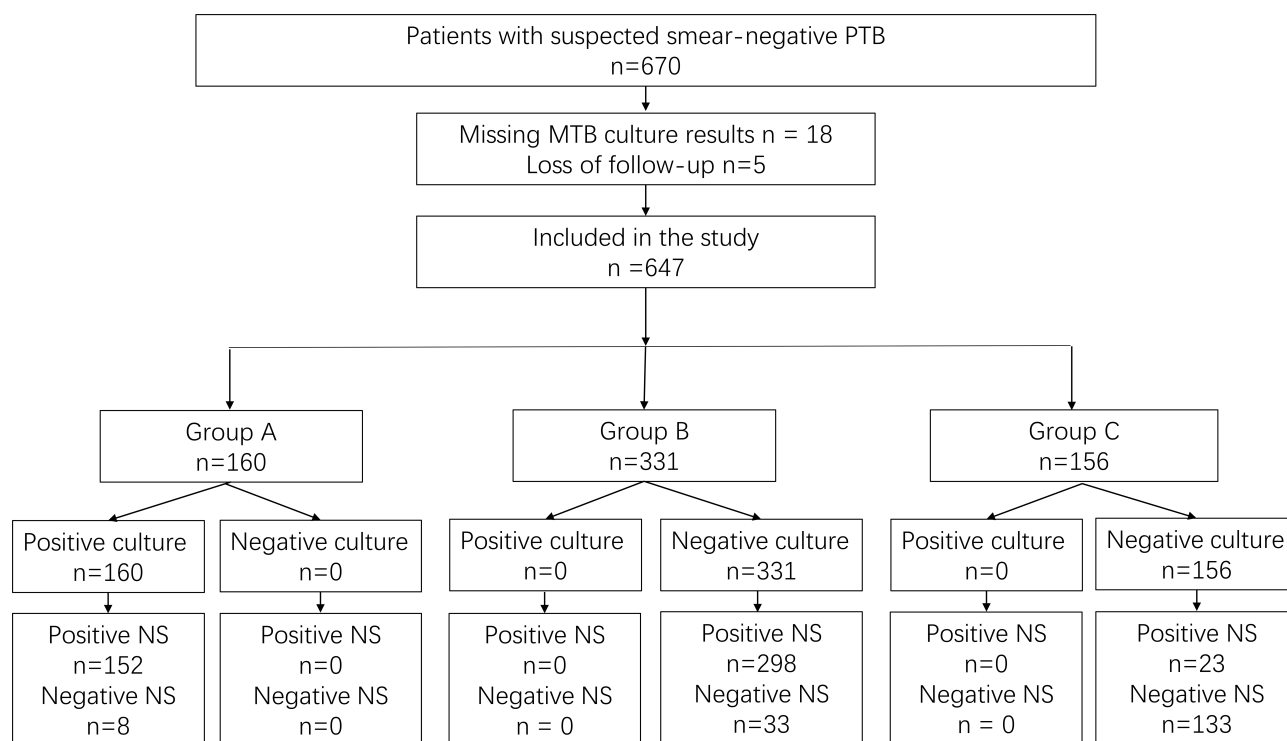 Patients with suspected smear-negative PTB
n=670
Missing MTB culture results n = 18
Loss of follow-up n=5
Included in the study
n =647
Group A
n=160
Group B
n=331
Group C
n=156
Positive culture
n=160
Negative culture
n=0
Positive culture
n=0
Negative culture
n=331
Positive culture
n=0
Negative culture
n=156
Positive NS
n=152
Negative NS
n=8
Positive NS
n=0
Negative NS
n=0
Positive NS
n=0
Negative NS
n = 0
Positive NS
n=298
Negative NS
n=33
Positive NS
n=0
Negative NS
n = 0
Positive NS
n=23
Negative NS
n=133